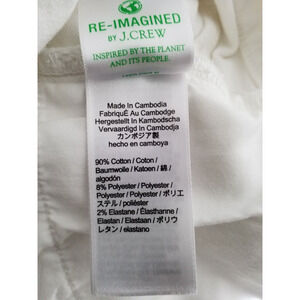 RE-IMAGINED
BY J.CREW
INSPIRED BY THE PLANET
AND ITS PEOPLE
Made In Cambodia
FabriquÉ Au Cambodge
Hergestellt In Kambodscha
Vervaardigd In Cambodja
カンボジア製
hecho en camboya
90% Cotton / Coton /
Baumwolle / Katoen / 綿 /
algodón
8% Polyester / Polyester /
Polyester / Polyester / ポリエ
ステル / poliéster
2% Elastane / Élasthanne /
Elastan / Elastaan / ポリウ
レタン / elastano